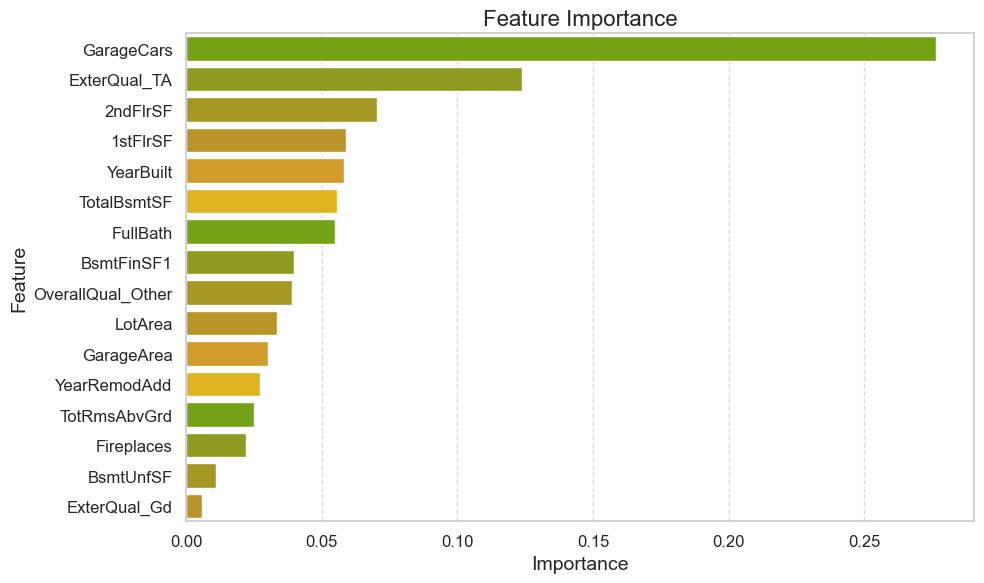 Feature Importance
Feature
GarageCars
ExterQual_TA
2ndFlrSF
1stFlrSF
YearBuilt
TotalBsmtSF
FullBath
BsmtFinSF1
OverallQual_Other
LotArea
GarageArea
YearRemodAdd
TotRmsAbvGrd
Fireplaces
BsmtUnfSF
ExterQual_Gd
0.00 0.05 0.10 0.15 0.20 0.25
Importance